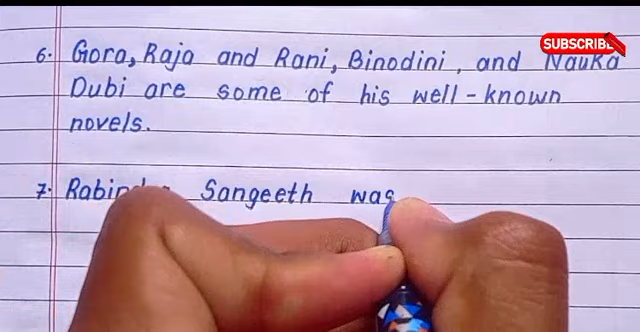 SUBSCRIBE
6. Gora, Raja and Rani, Binodini, and Nauka
Dubi are some of his well-known
novels.
7. Sangeeth was